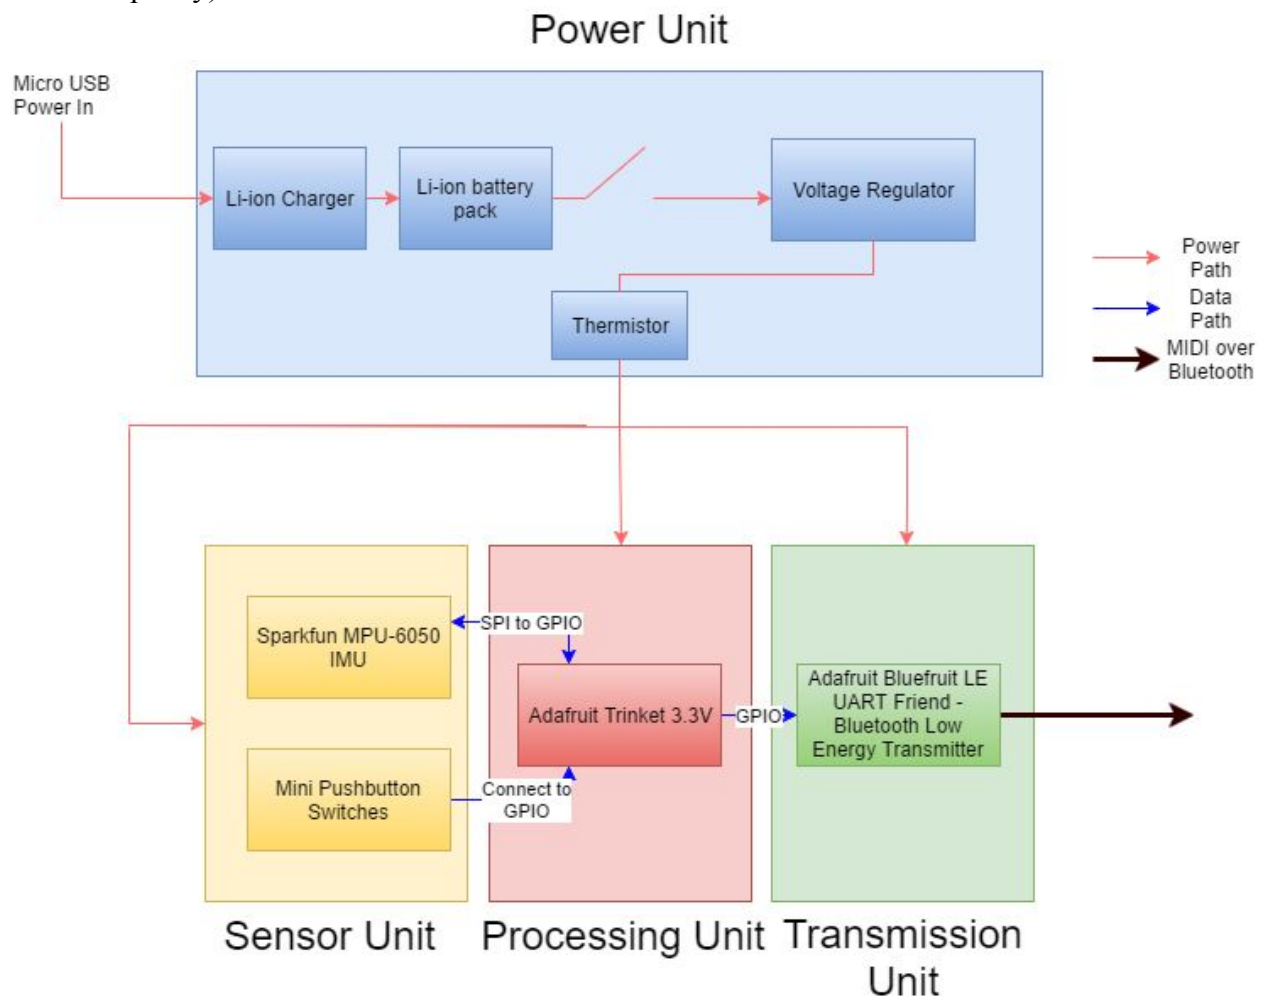 Power Unit
Micro USB
Power In
Li-ion Charger
Li-ion battery
pack
Voltage Regulator
Thermistor
Power
Path
Data
Path
MIDI over
Bluetooth
Sparkfun MPU-6050
IMU
SPI to GPIO
Adafruit Trinket 3.3V
GPIO
Adafruit Bluefruit LE
UART Friend -
Bluetooth Low
Energy Transmitter
Mini Pushbutton
Switches
Connect to
GPIO
Sensor Unit
Processing Unit
Transmission
Unit